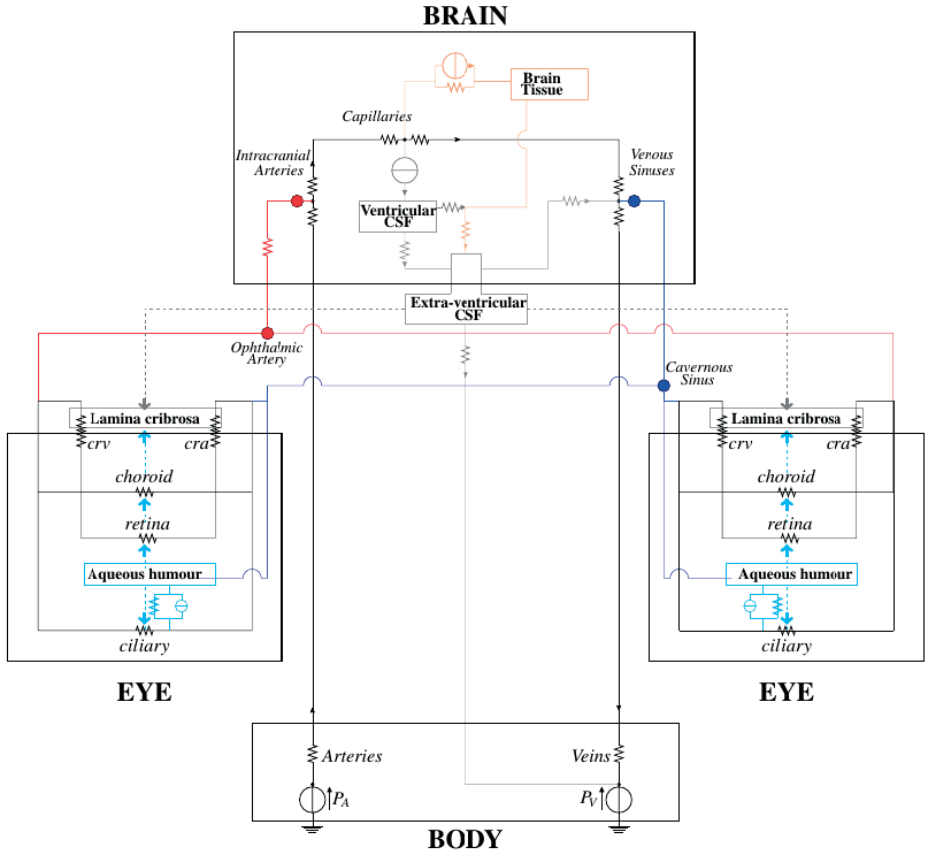 BRAIN
Brain
Tissue
Capillaries
Intracranial
Arteries
Venous
Sinuses
Ventricular
CSF
Extra-ventricular
CSF
Ophthalmic
Artery
Cavernous
Sinus
Lamina cribrosa
crv
cra
choroid
retina
Aqueous humour
ciliary
EYE
Lamina cribrosa
crv
cra
choroid
retina
Aqueous humour
ciliary
EYE
Arteries
Veins
P_A
P_V
BODY